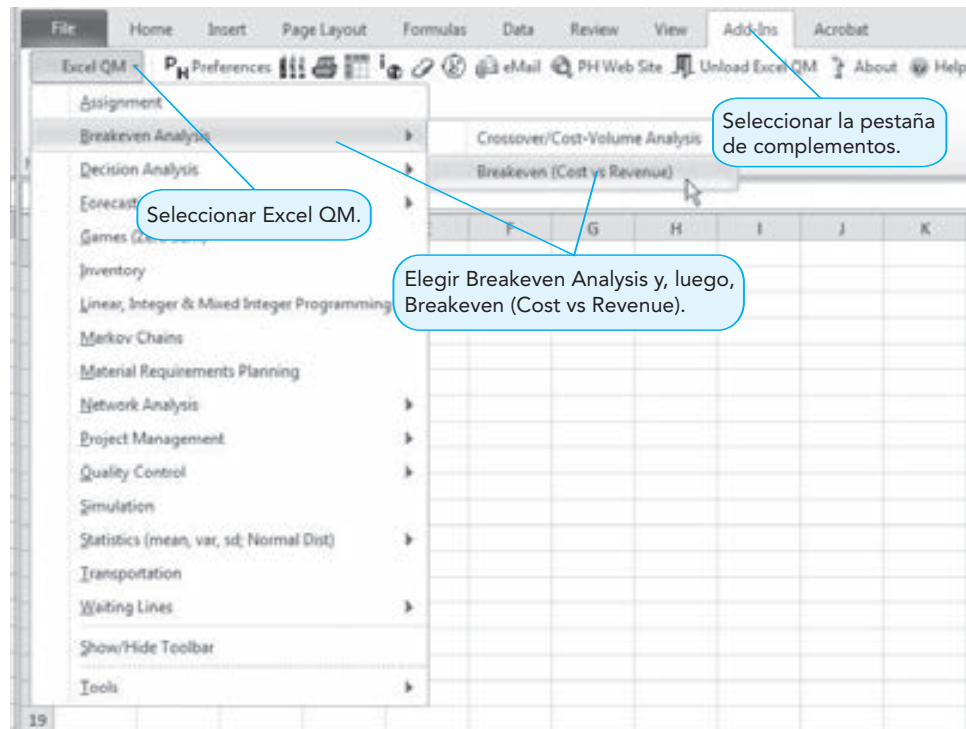 File Home Insert Page Layout Formulas Data Review View Add-Ins Acrobat
Excel QM PH Preferences eMail PH Web Site Unload Excel QM About Help
Assignment
Breakeven Analysis
Crossover/Cost-Volume Analysis
Breakeven (Cost vs Revenue)
Seleccionar la pestaña
de complementos.
Decision Analysis
Seleccionar Excel QM.
Games
F G H I J K
Inventory
Elegir Breakeven Analysis y, luego,
Breakeven (Cost vs Revenue).
Linear, Integer & Mixed Integer Programming
Markov Chains
Material Requirements Planning
Network Analysis
Project Management
Quality Control
Simulation
Statistics (mean, var, sd; Normal Dist)
Transportation
Waiting Lines
Show/Hide Toolbar
Tools
19